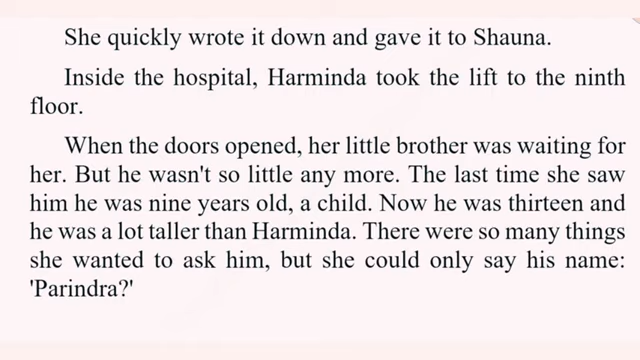 She quickly wrote it down and gave it to Shauna.
Inside the hospital, Harminda took the lift to the ninth
floor.
When the doors opened, her little brother was waiting for
her. But he wasn't so little any more. The last time she saw
him he was nine years old, a child. Now he was thirteen and
he was a lot taller than Harminda. There were so many things
she wanted to ask him, but she could only say his name:
'Parindra?'